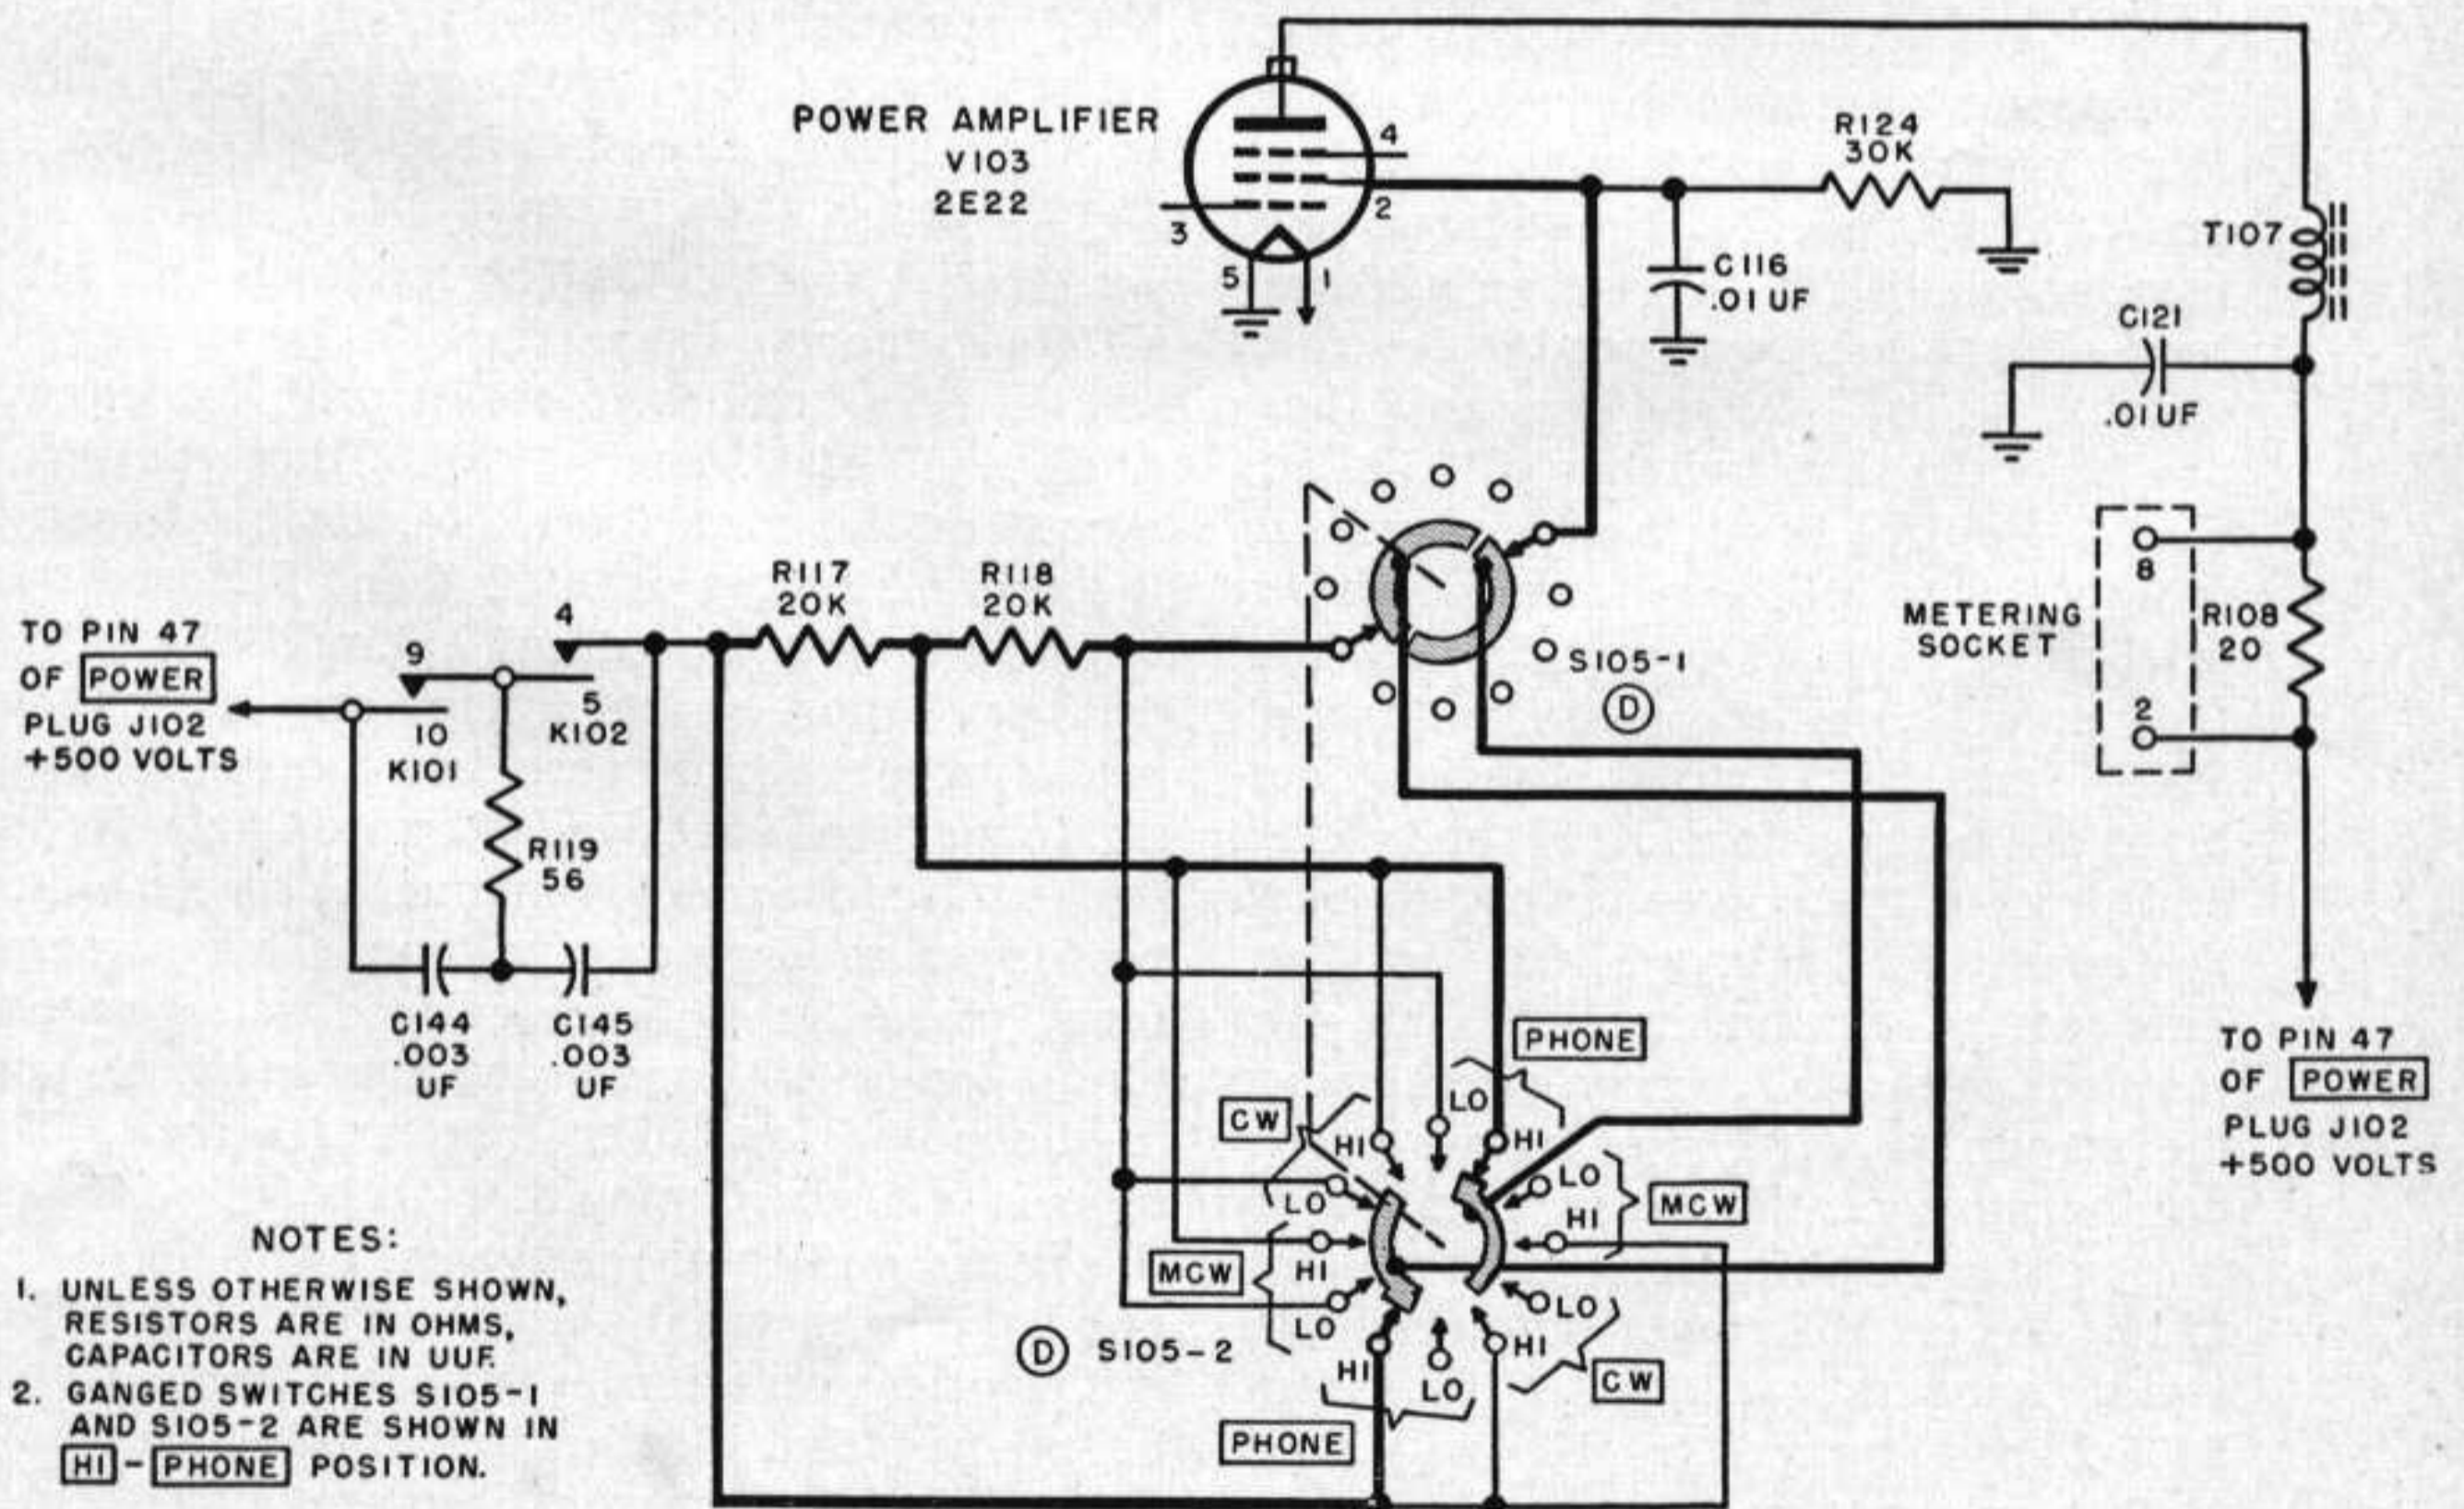 POWER AMPLIFIER
V103
2E22
4
2
3
5
1
R124
30K
C116
.01 UF
T107
C121
.01 UF
TO PIN 47
OF POWER
PLUG J102
+500 VOLTS
9
10
K101
4
5
K102
R117
20K
R118
20K
S105-1
D
METERING
SOCKET
8
2
R108
20
R119
56
C144
.003
UF
C145
.003
UF
TO PIN 47
OF POWER
PLUG J102
+500 VOLTS
PHONE
LO
HI
CW
HI
LO
LO
HI
MCW
MCW
HI
LO
D S105-2
LO
HI
CW
HI
LO
PHONE
NOTES:
1. UNLESS OTHERWISE SHOWN,
RESISTORS ARE IN OHMS,
CAPACITORS ARE IN UUF.
2. GANGED SWITCHES S105-1
AND S105-2 ARE SHOWN IN
HI - PHONE POSITION.